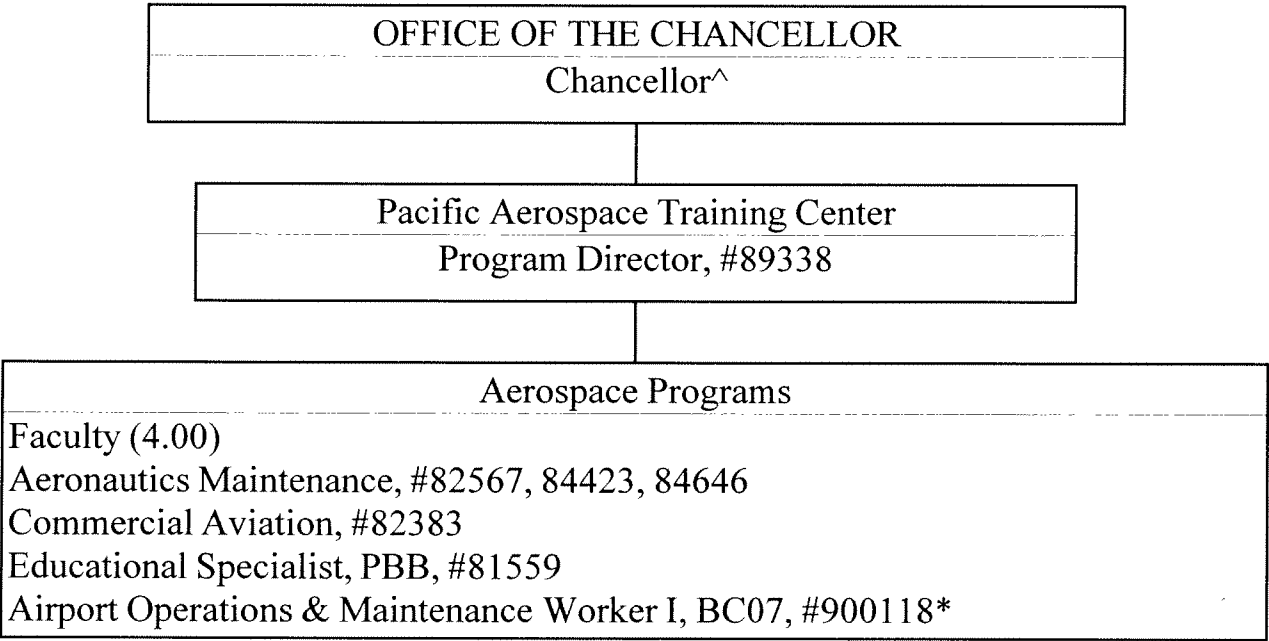 OFFICE OF THE CHANCELLOR
Chancellor^
Pacific Aerospace Training Center
Program Director, #89338
Aerospace Programs
Faculty (4.00)
Aeronautics Maintenance, #82567, 84423, 84646
Commercial Aviation, #82383
Educational Specialist, PBB, #81559
Airport Operations & Maintenance Worker I, BC07, #900118*